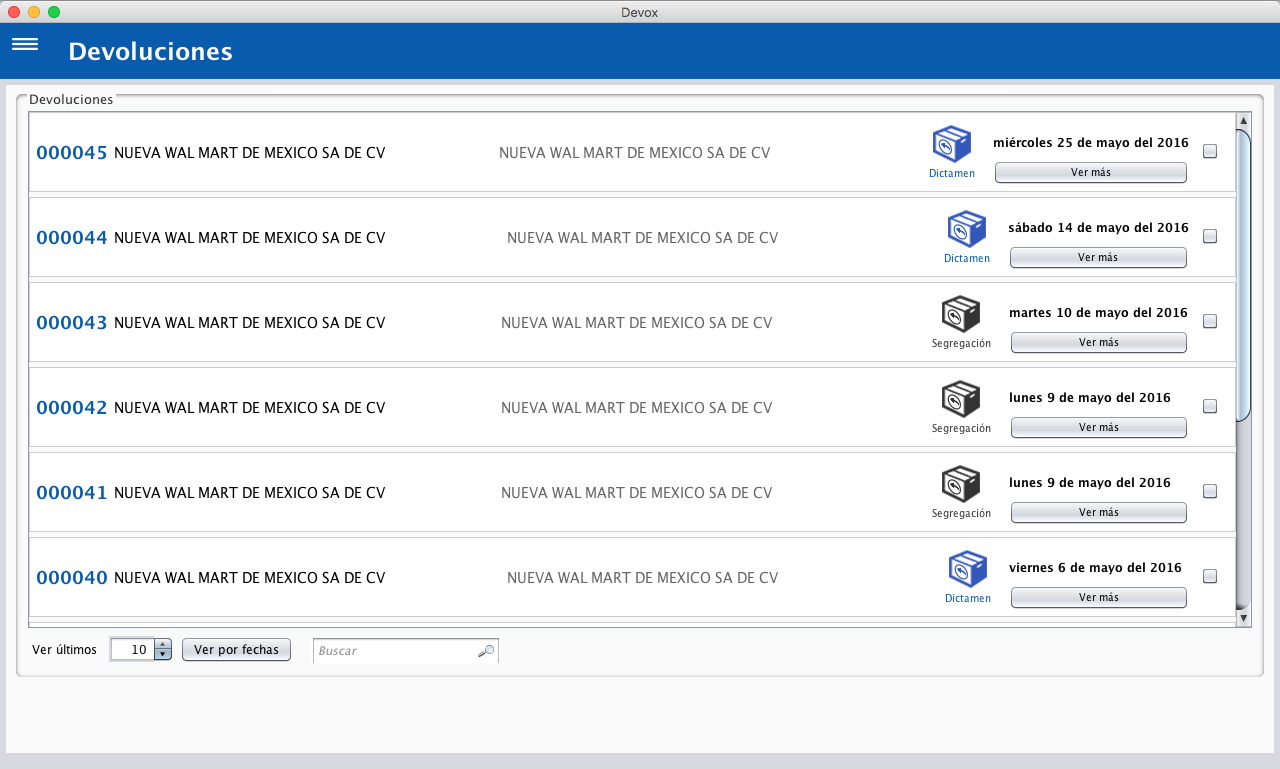 Devox
Devoluciones
Devoluciones
000045 NUEVA WAL MART DE MEXICO SA DE CV NUEVA WAL MART DE MEXICO SA DE CV Dictamen miércoles 25 de mayo del 2016 Ver más
000044 NUEVA WAL MART DE MEXICO SA DE CV NUEVA WAL MART DE MEXICO SA DE CV Dictamen sábado 14 de mayo del 2016 Ver más
000043 NUEVA WAL MART DE MEXICO SA DE CV NUEVA WAL MART DE MEXICO SA DE CV Segregación martes 10 de mayo del 2016 Ver más
000042 NUEVA WAL MART DE MEXICO SA DE CV NUEVA WAL MART DE MEXICO SA DE CV Segregación lunes 9 de mayo del 2016 Ver más
000041 NUEVA WAL MART DE MEXICO SA DE CV NUEVA WAL MART DE MEXICO SA DE CV Segregación lunes 9 de mayo del 2016 Ver más
000040 NUEVA WAL MART DE MEXICO SA DE CV NUEVA WAL MART DE MEXICO SA DE CV Dictamen viernes 6 de mayo del 2016 Ver más
Ver últimos 10 Ver por fechas Buscar